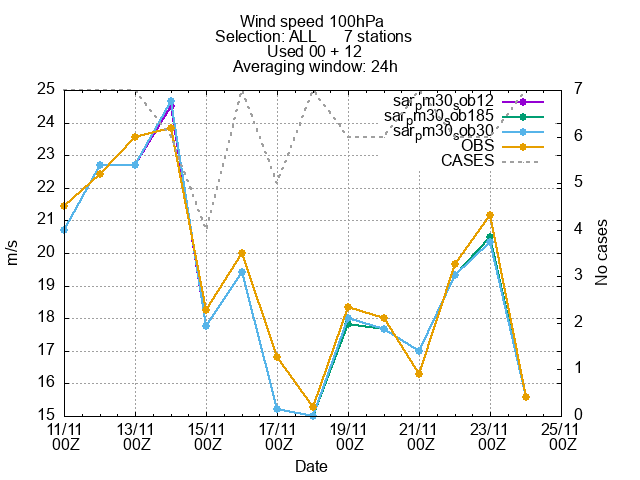 Wind speed 100hPa
Selection: ALL 7 stations
Used 00 + 12
Averaging window: 24h
sarpm30sob12
sarpm30sob185
sarpm30sob30
OBS
CASES
25
24
23
22
21
20
19
18
17
16
15
m/s
7
6
5
4
3
2
1
0
No cases
11/11 13/11 15/11 17/11 19/11 21/11 23/11 25/11
00Z 00Z 00Z 00Z 00Z 00Z 00Z 00Z
Date